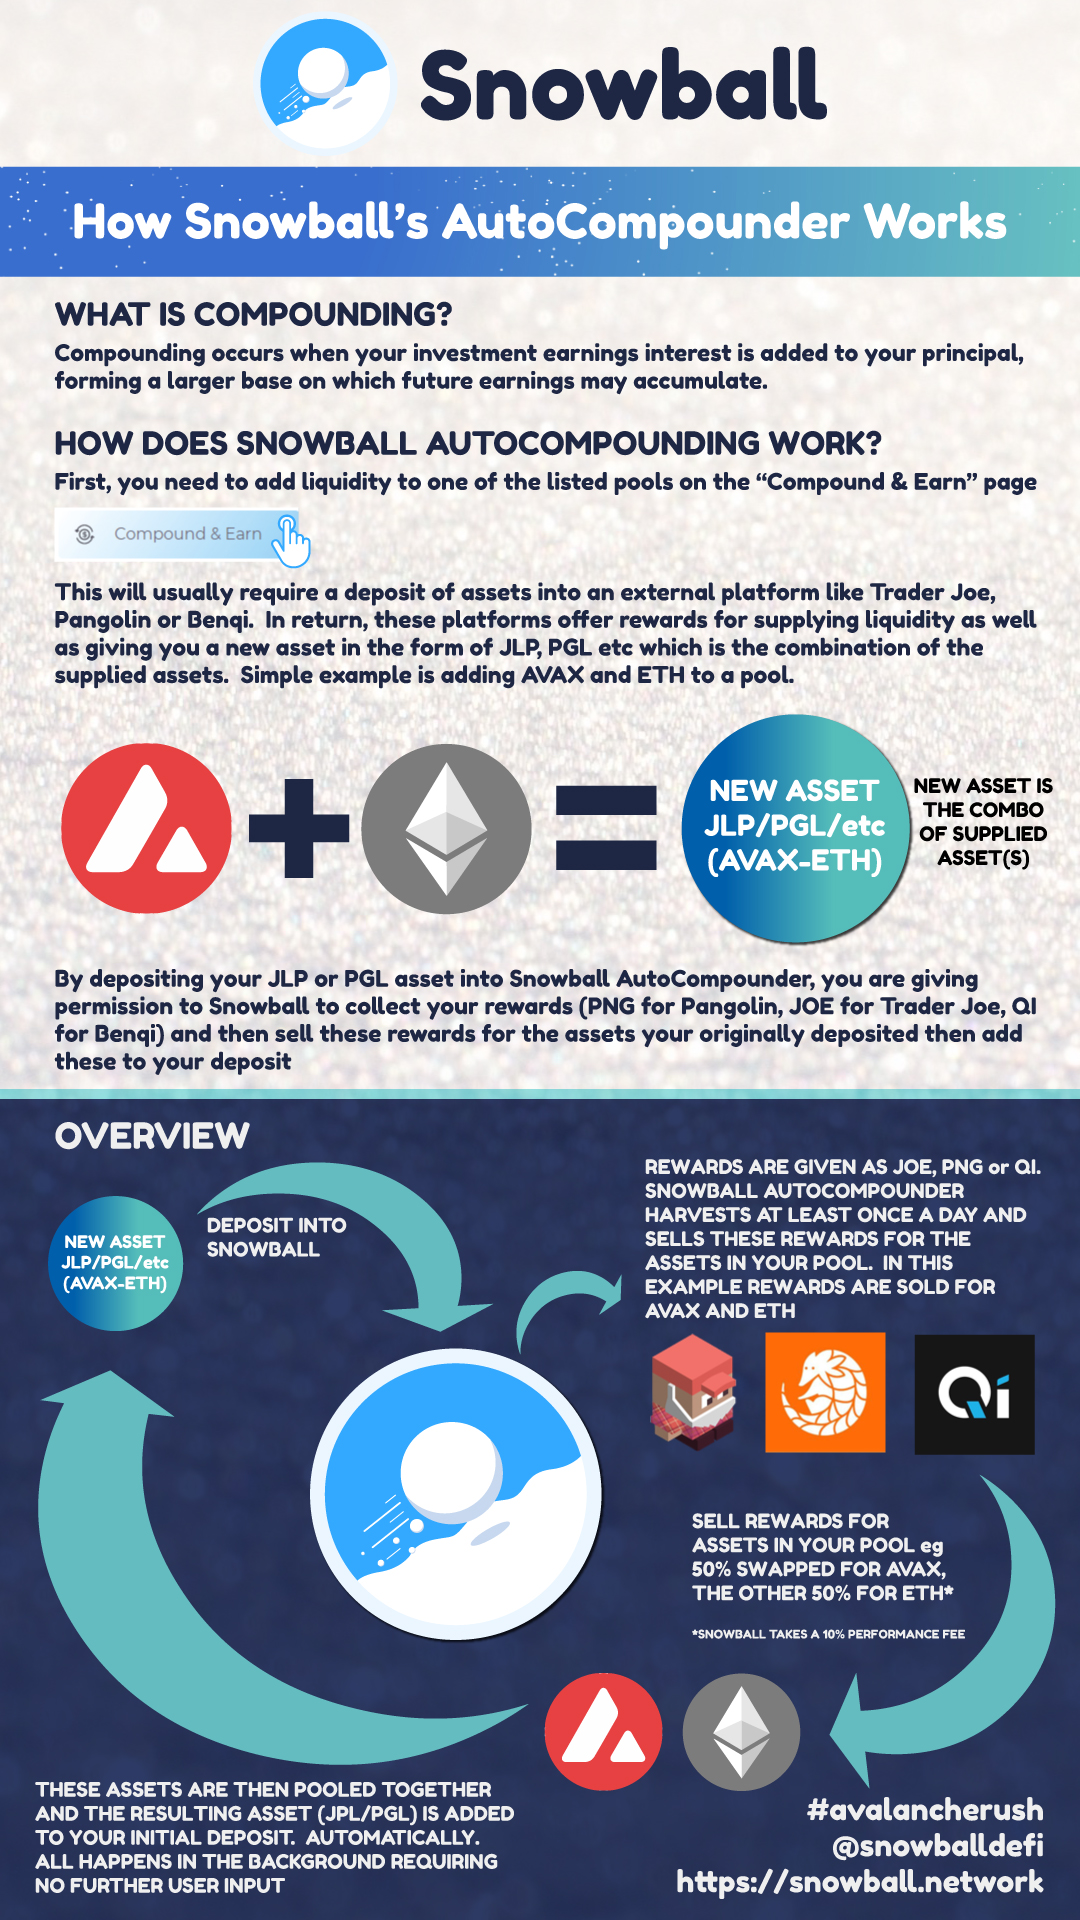 Snowball
How Snowball's AutoCompounder Works
WHAT IS COMPOUNDING?
Compounding occurs when your investment earnings interest is added to your principal,
forming a larger base on which future earnings may accumulate.
HOW DOES SNOWBALL AUTOCOMPOUNDING WORK?
First, you need to add liquidity to one of the listed pools on the “Compound & Earn” page
Compound & Earn
This will usually require a deposit of assets into an external platform like Trader Joe,
Pangolin or Benqi. In return, these platforms offer rewards for supplying liquidity as well
as giving you a new asset in the form of JLP, PGL etc which is the combination of the
supplied assets. Simple example is adding AVAX and ETH to a pool.
NEW ASSET
JLP/PGL/etc
(AVAX-ETH)
NEW ASSET IS
THE COMBO
OF SUPPLIED
ASSET(S)
By depositing your JLP or PGL asset into Snowball AutoCompounder, you are giving
permission to Snowball to collect your rewards (PNG for Pangolin, JOE for Trader Joe, QI
for Benqi) and then sell these rewards for the assets your originally deposited then add
these to your deposit
OVERVIEW
NEW ASSET
JLP/PGL/etc
(AVAX-ETH)
DEPOSIT INTO
SNOWBALL
REWARDS ARE GIVEN AS JOE, PNG or QI.
SNOWBALL AUTOCOMPOUNDER
HARVESTS AT LEAST ONCE A DAY AND
SELLS THESE REWARDS FOR THE
ASSETS IN YOUR POOL. IN THIS
EXAMPLE REWARDS ARE SOLD FOR
AVAX AND ETH
Qi
SELL REWARDS FOR
ASSETS IN YOUR POOL eg
50% SWAPPED FOR AVAX,
THE OTHER 50% FOR ETH*
*SNOWBALL TAKES A 10% PERFORMANCE FEE
THESE ASSETS ARE THEN POOLED TOGETHER
AND THE RESULTING ASSET (JPL/PGL) IS ADDED
TO YOUR INITIAL DEPOSIT. AUTOMATICALLY.
ALL HAPPENS IN THE BACKGROUND REQUIRING
NO FURTHER USER INPUT
#avalancherush
@snowballdefi
https://snowball.network